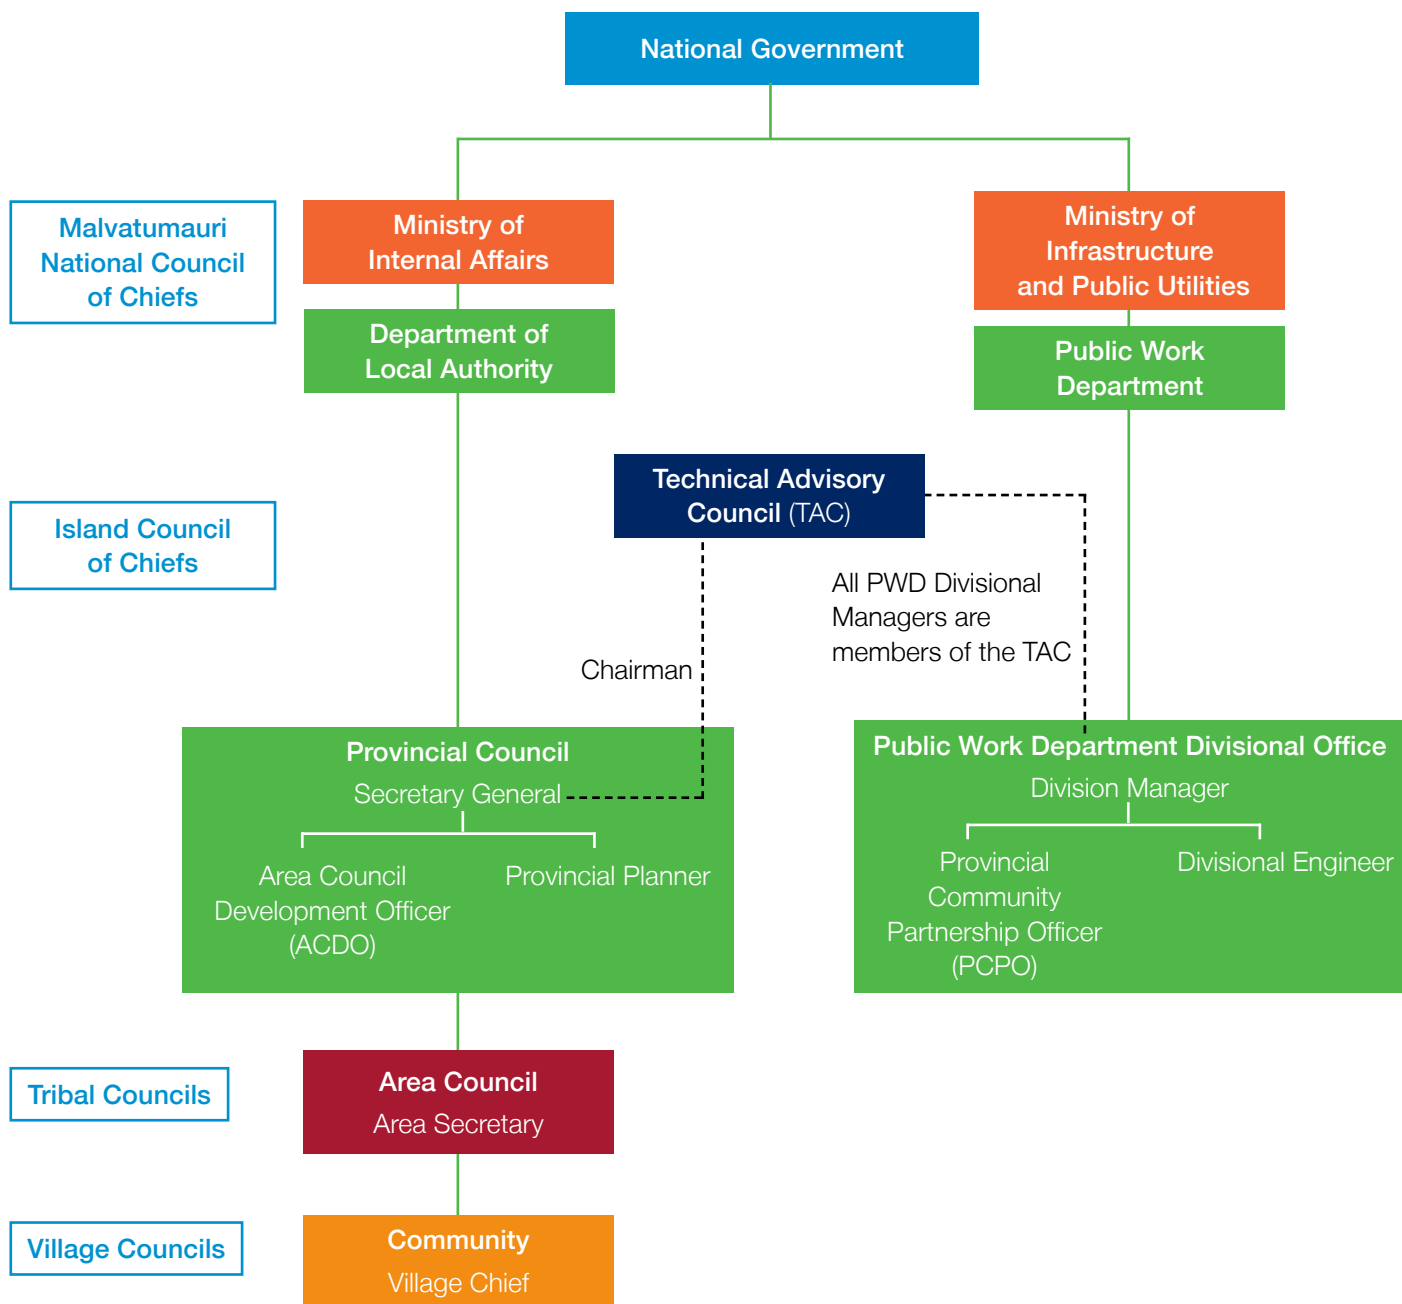 National Government
Malvatumauri
National Council
of Chiefs
Ministry of
Internal Affairs
Ministry of
Infrastructure
and Public Utilities
Department of
Local Authority
Public Work
Department
Technical Advisory
Council (TAC)
Island Council
of Chiefs
All PWD Divisional
Managers are
members of the TAC
Chairman
Provincial Council
Secretary General
Area Council
Development Officer
(ACDO)
Provincial Planner
Public Work Department Divisional Office
Division Manager
Provincial
Community
Partnership Officer
(PCPO)
Divisional Engineer
Tribal Councils
Area Council
Area Secretary
Village Councils
Community
Village Chief